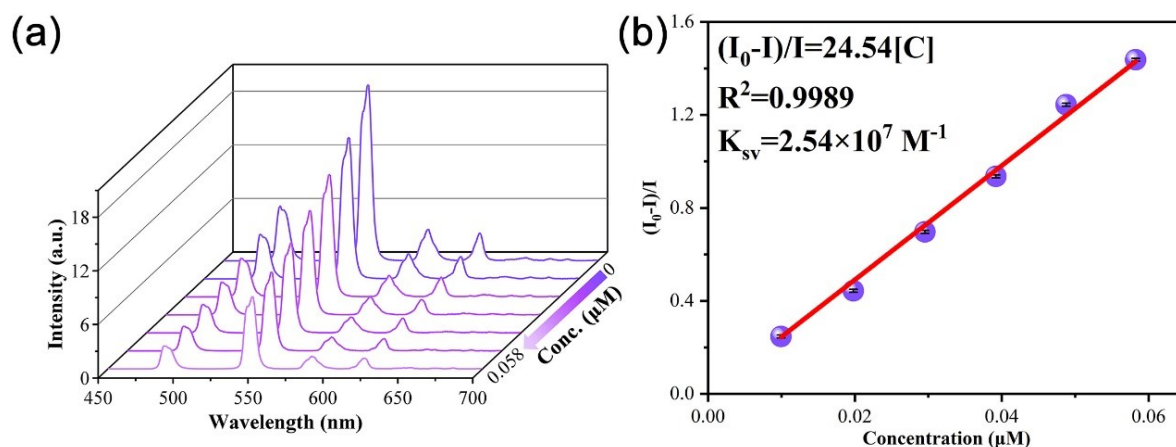 (a)
18
12
6
0
Intensity (a.u.)
450 500 550 600 650 700
Wavelength (nm)
0
0.058
Conc. (μM)
(b)
(I₀-I)/I=24.54[C]
R²=0.9989
Kₛᵥ=2.54×10⁷ M⁻¹
1.6
1.2
0.8
0.4
0.0
(I₀-I)/I
0.00 0.02 0.04 0.06
Concentration (μM)